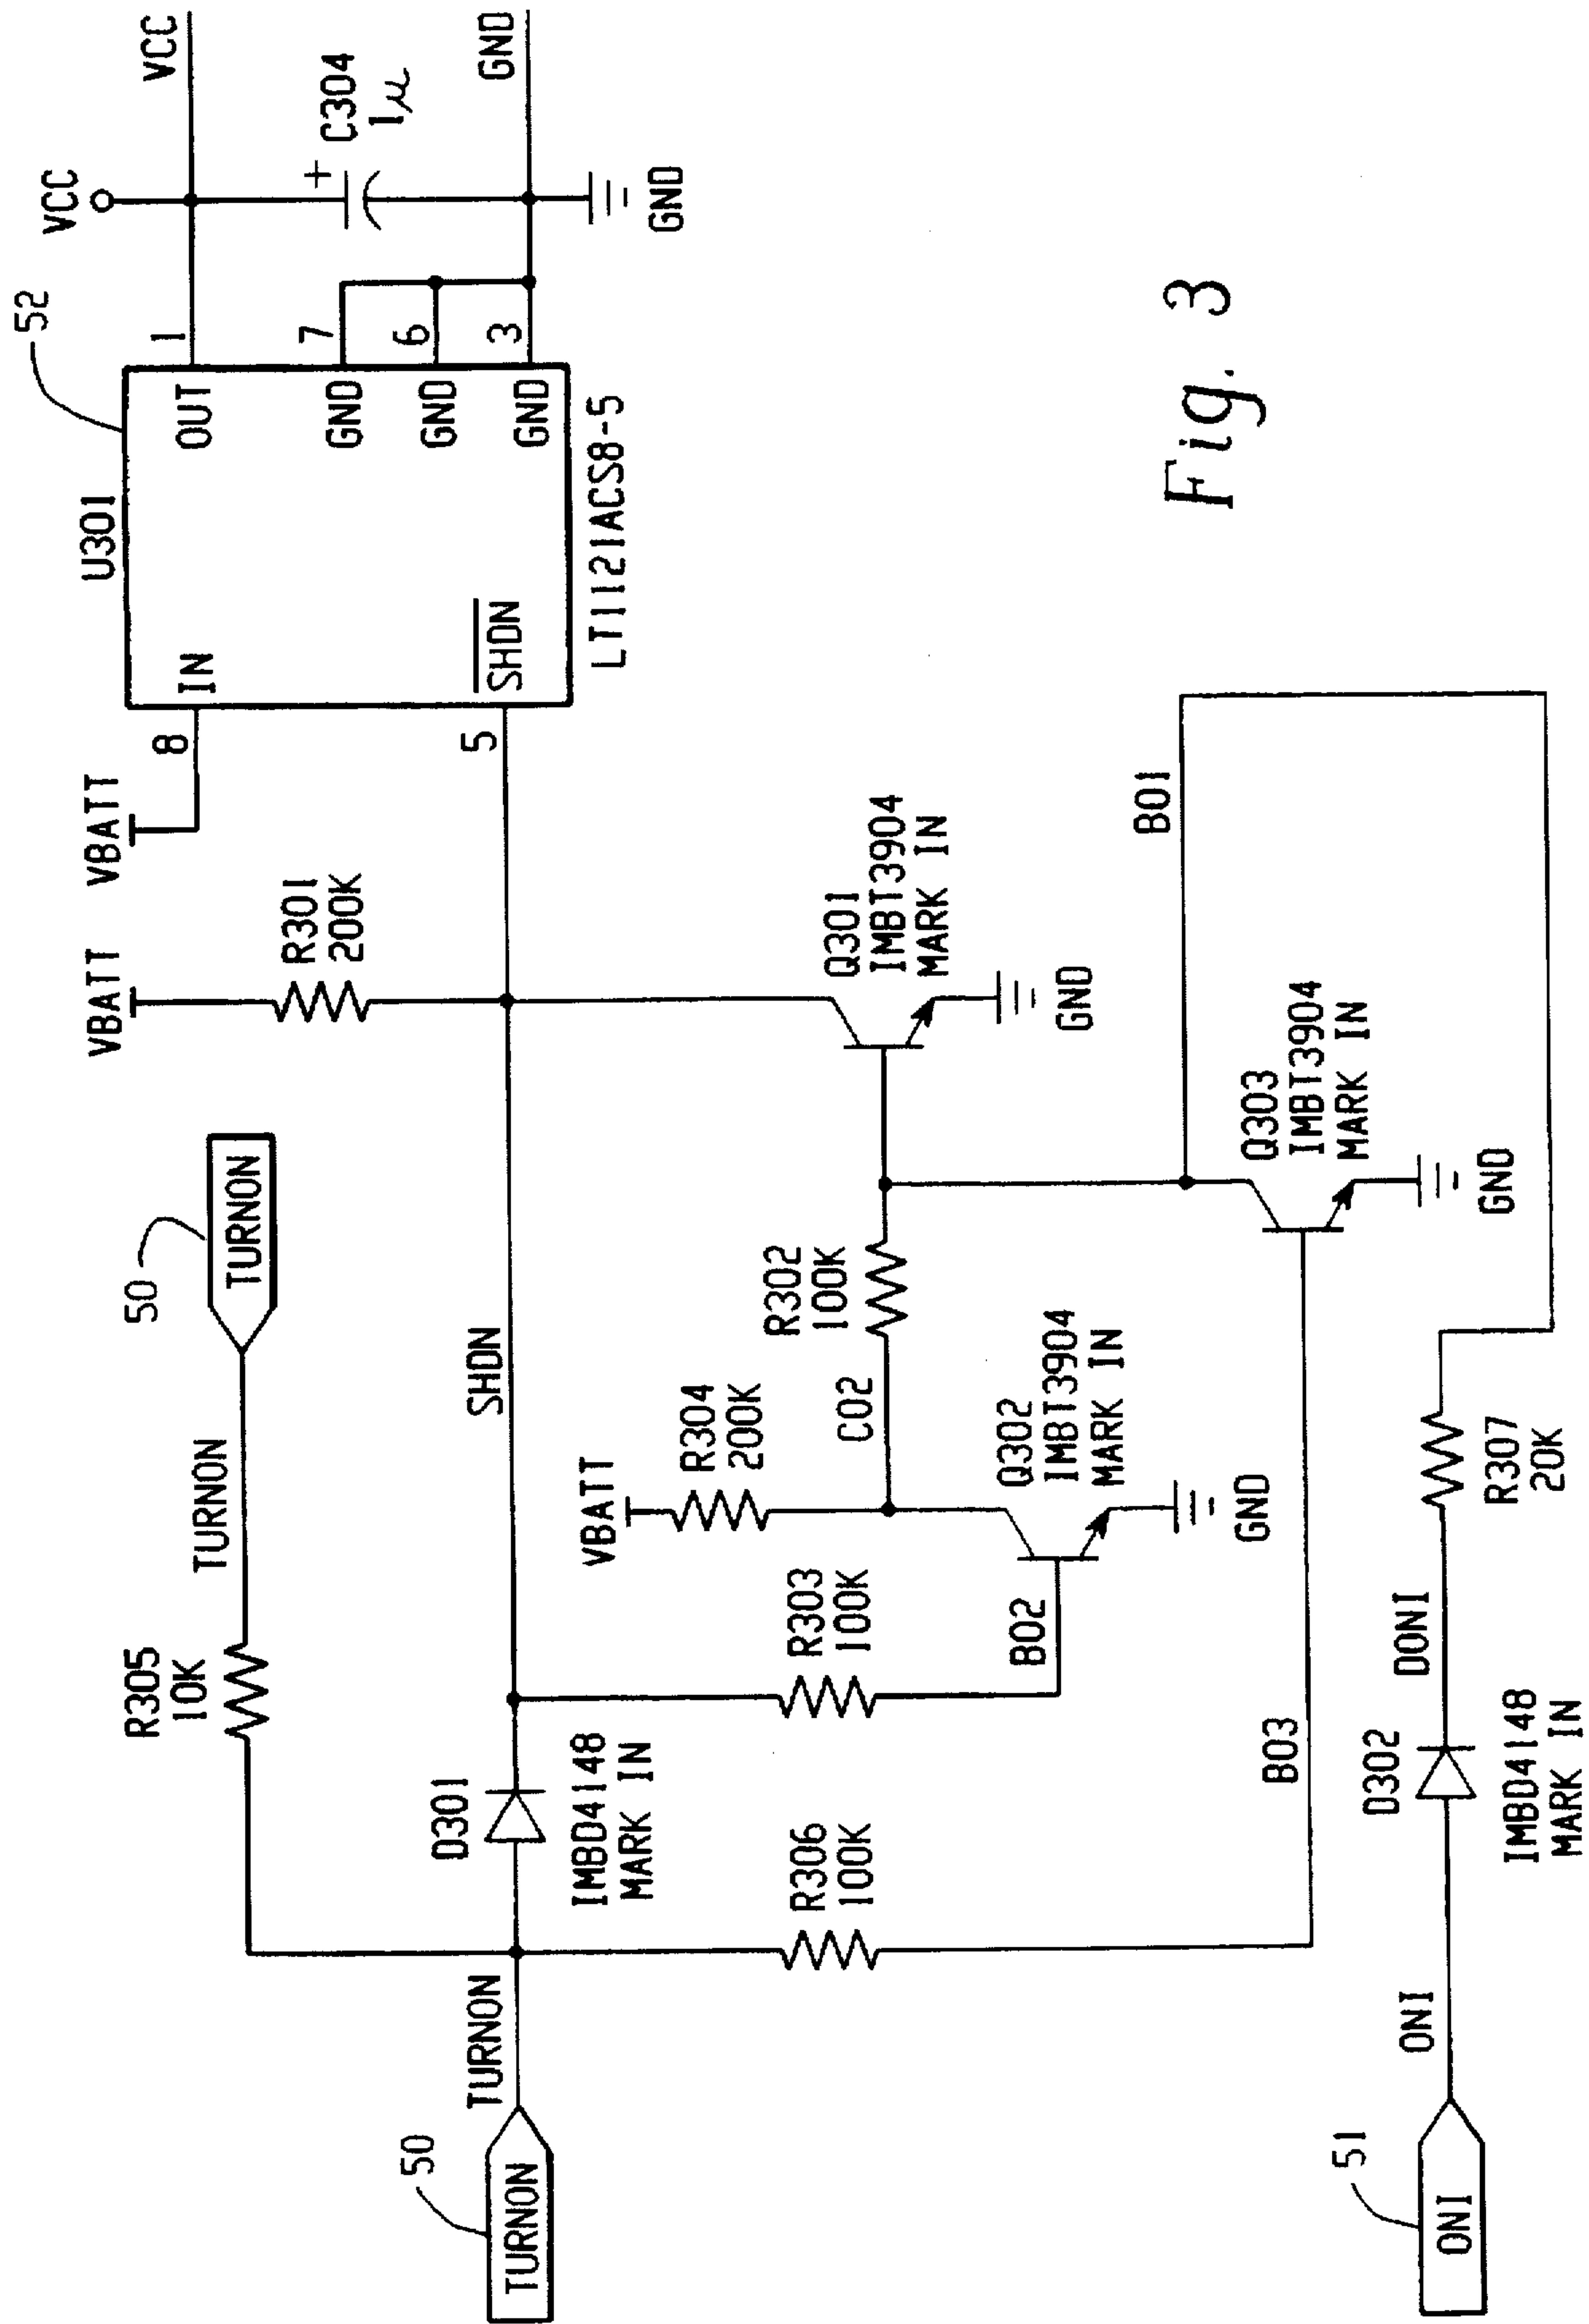 50
TURNON
TURNON
R305
10K
TURNON
50
TURNON
D301
IMBD4148
MARK IN
R306
100K
R303
100K
B02
SHDN
VBATT
R304
200K
C02
Q302
IMBT3904
MARK IN
GND
R302
100K
VBATT
R301
200K
Q301
IMBT3904
MARK IN
GND
VBATT
8
5
U301
IN
SHDN
OUT
GND
GND
GND
LT1121ACS8-5
52
1
7
6
3
VCC
VCC
C304
+
1µ
GND
GND
B03
Q303
IMBT3904
MARK IN
GND
B01
51
ONI
ONI
D302
IMBD4148
MARK IN
DONI
R307
20K
Fig. 3